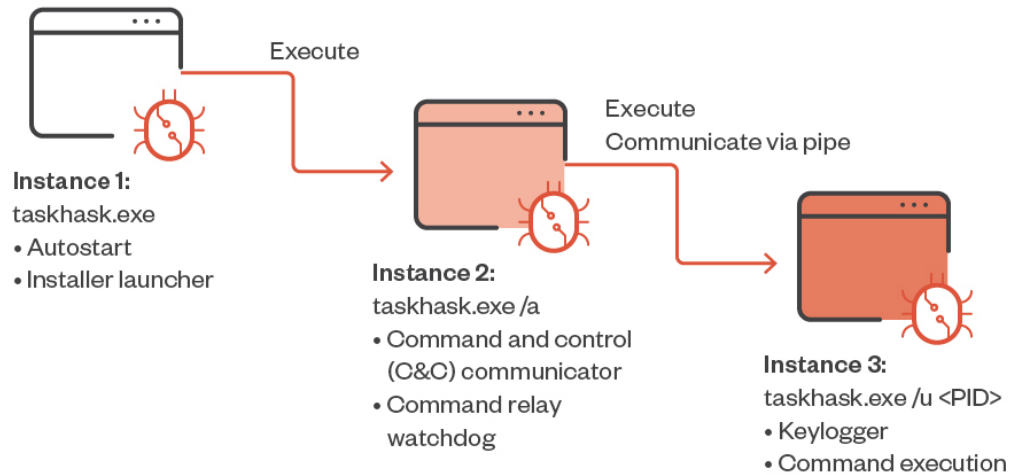 Execute
Execute
Communicate via pipe
Instance 1:
taskhask.exe
• Autostart
• Installer launcher
Instance 2:
taskhask.exe /a
• Command and control
(C&C) communicator
• Command relay
watchdog
Instance 3:
taskhask.exe /u <PID>
• Keylogger
• Command execution